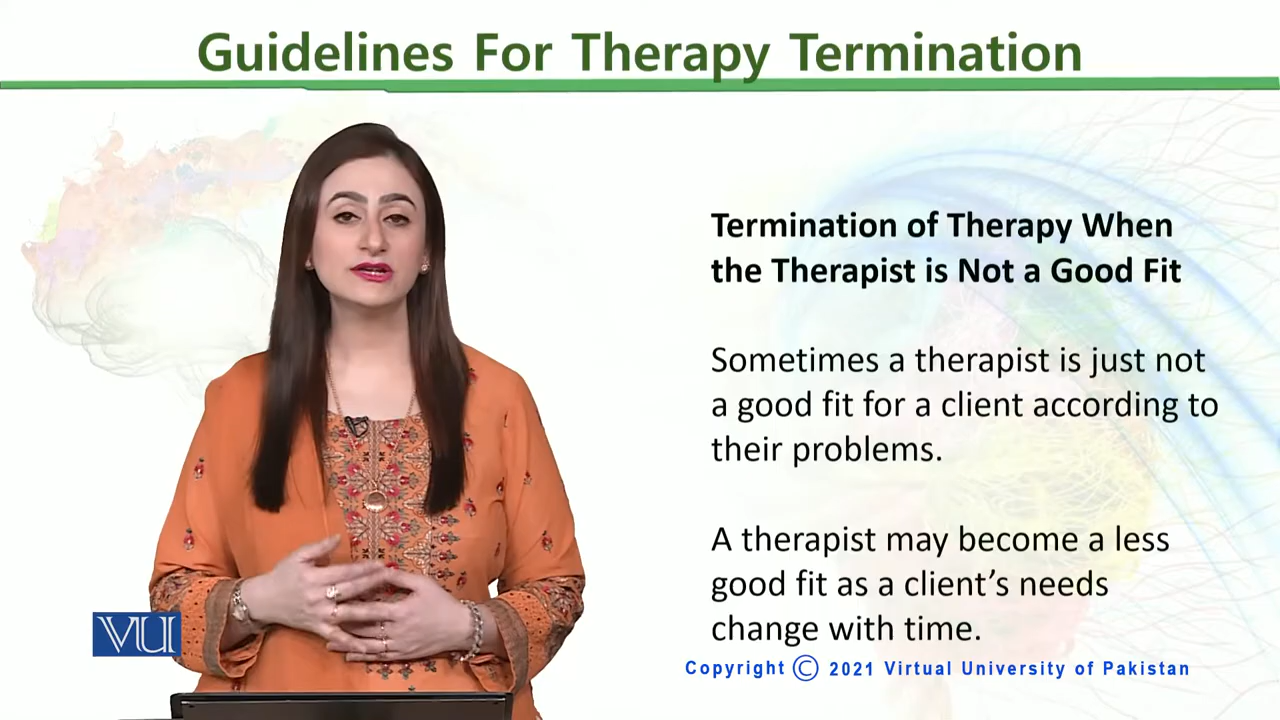 Guidelines For Therapy Termination
Termination of Therapy When
the Therapist is Not a Good Fit
Sometimes a therapist is just not
a good fit for a client according to
their problems.
A therapist may become a less
good fit as a client’s needs
change with time.
VU
Copyright © 2021 Virtual University of Pakistan